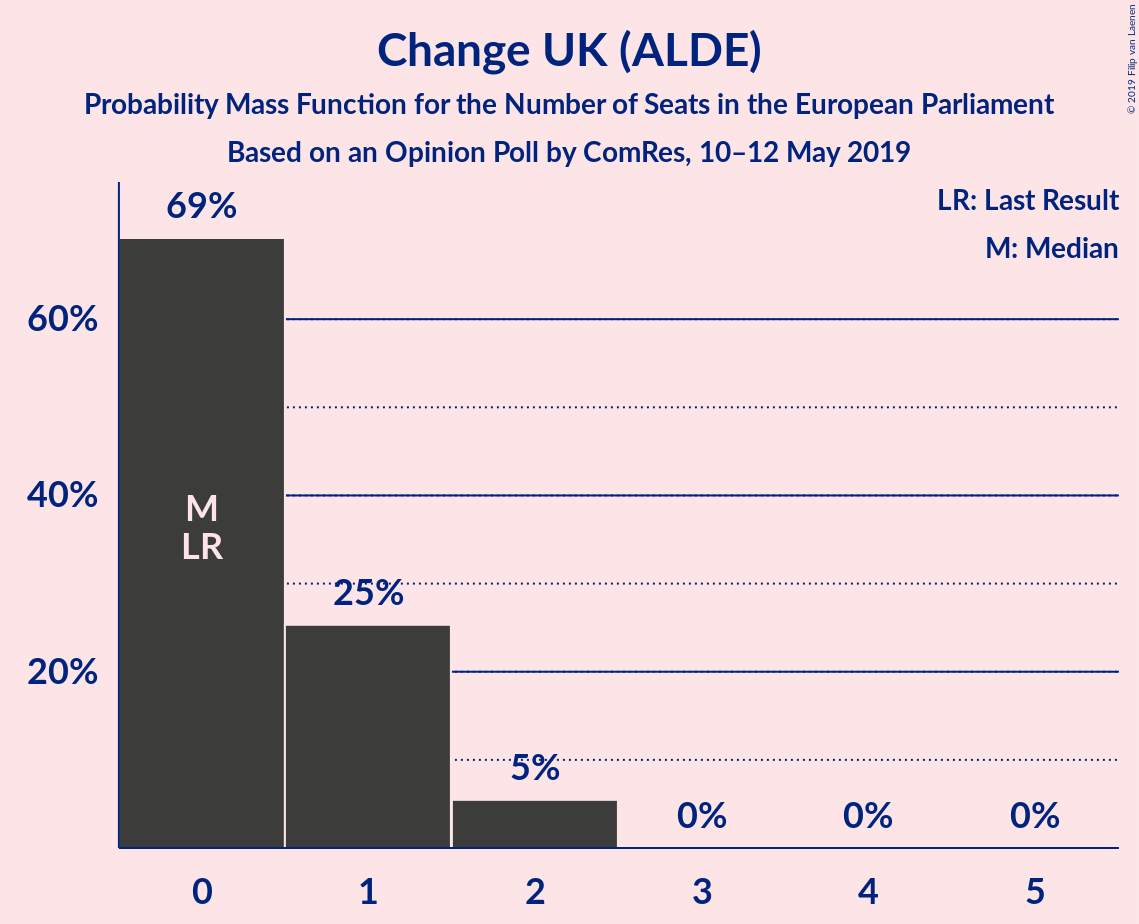 Change UK (ALDE)
Probability Mass Function for the Number of Seats in the European Parliament
Based on an Opinion Poll by ComRes, 10–12 May 2019
© 2019 Filip van Laenen
LR: Last Result
M: Median
69%
60%
M
40%
LR
25%
20%
5%
0% 0% 0%
0 1 2 3 4 5